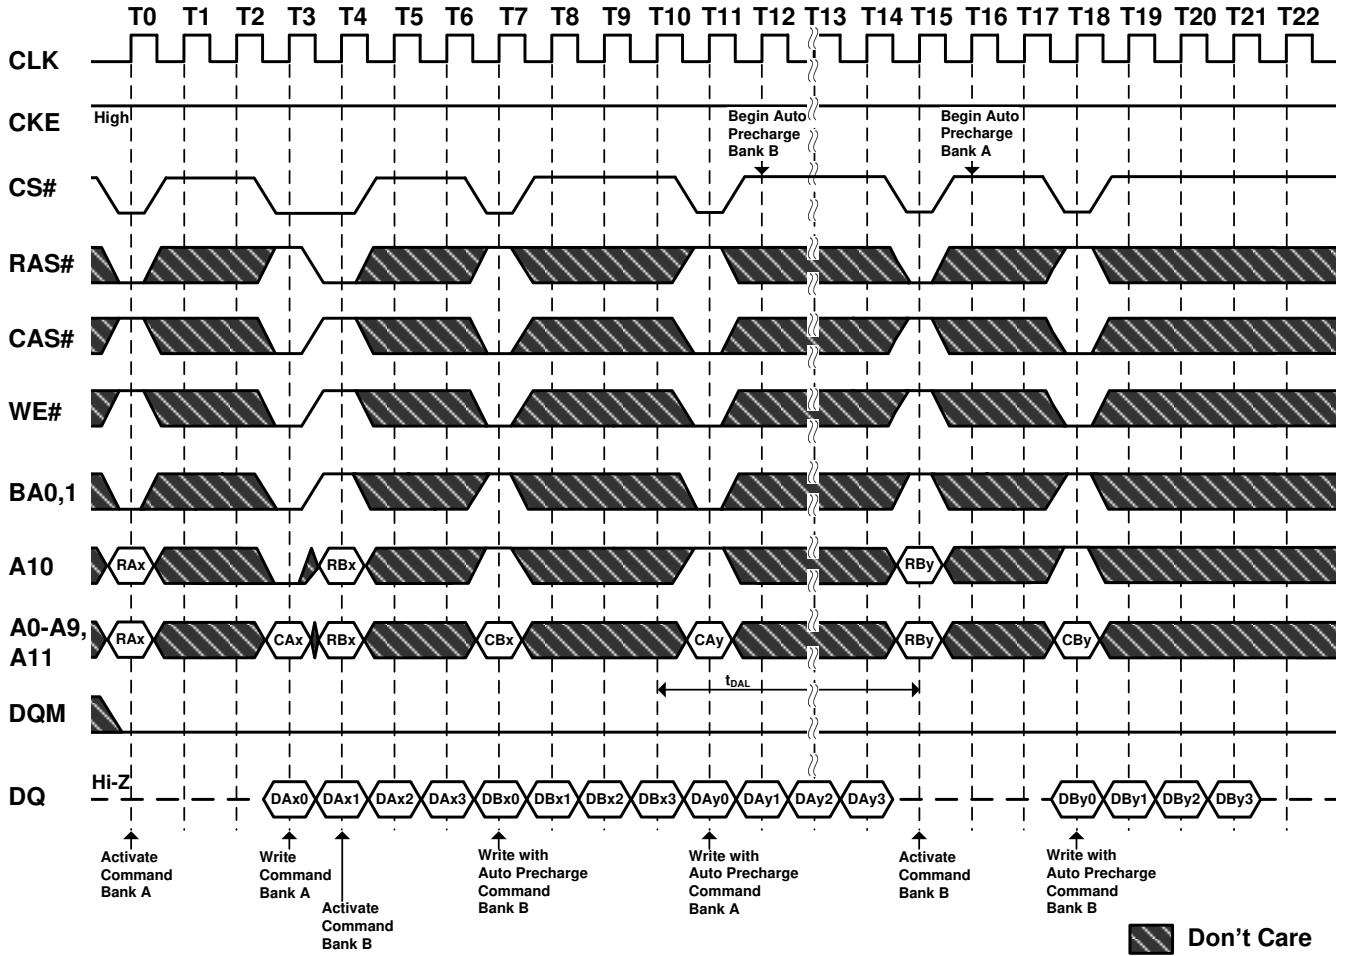 T0 T1 T2 T3 T4 T5 T6 T7 T8 T9 T10 T11 T12 T13 T14 T15 T16 T17 T18 T19 T20 T21 T22
CLK
CKE
High
Begin Auto
Precharge
Bank B
Begin Auto
Precharge
Bank A
CS#
RAS#
CAS#
WE#
BA0,1
A10
RAx RBx RBy
A0-A9,
A11
RAx CAx RBx CBx CAy RBy CBy
tDAL
DQM
DQ
Hi-Z
DAx0 DAx1 DAx2 DAx3 DBx0 DBx1 DBx2 DBx3 DAy0 DAy1 DAy2 DAy3 DBy0 DBy1 DBy2 DBy3
Activate
Command
Bank A
Write
Command
Bank A
Activate
Command
Bank B
Write with
Auto Precharge
Command
Bank B
Write with
Auto Precharge
Command
Bank A
Activate
Command
Bank B
Write with
Auto Precharge
Command
Bank B
Don't Care